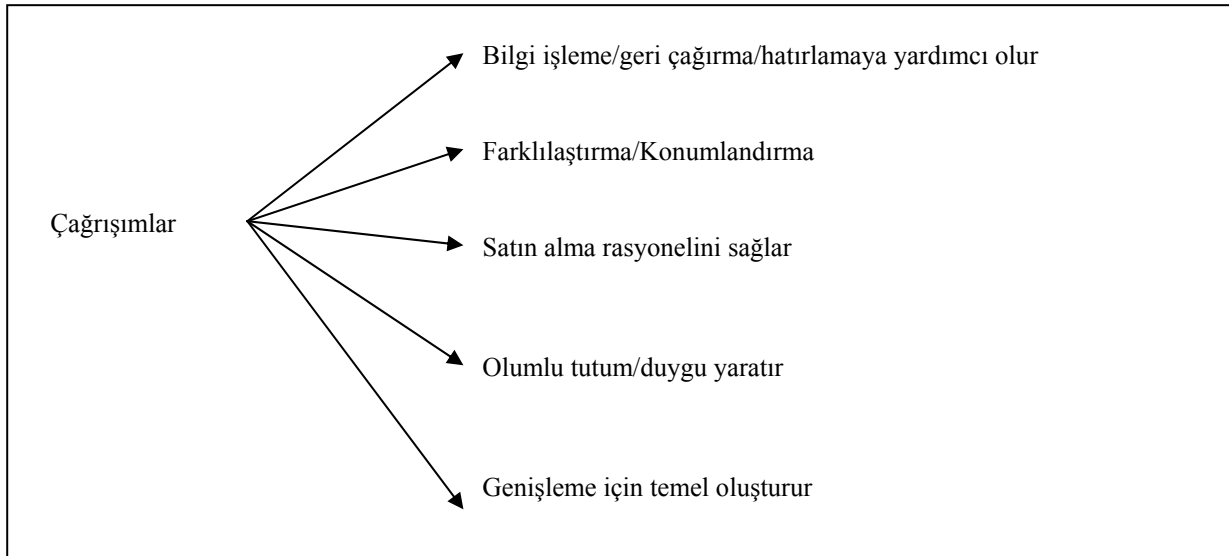 Bilgi işleme/geri çağırma/hatırlamaya yardımcı olur
Farklılaştırma/Konumlandırma
Çağrışımlar
Satın alma rasyonelini sağlar
Olumlu tutum/duygu yaratır
Genişleme için temel oluşturur